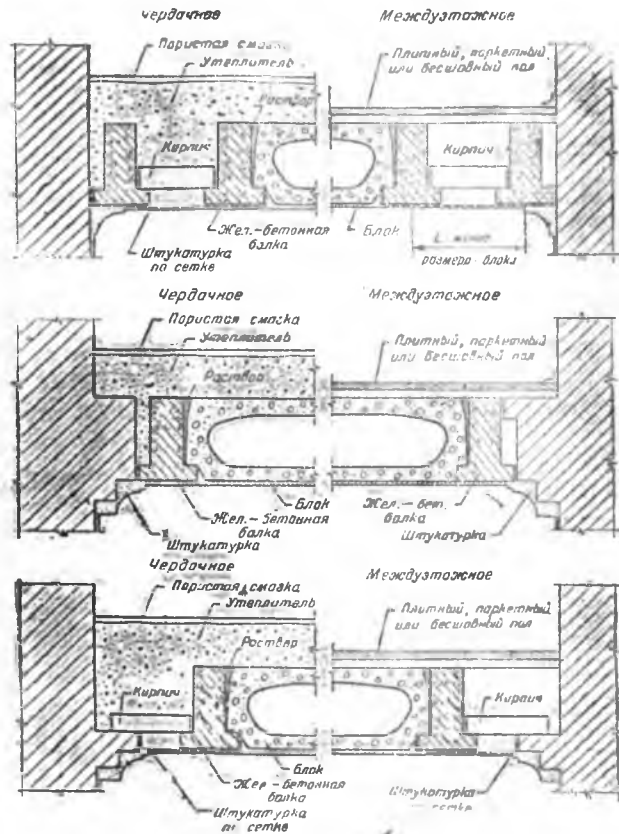 Чердачное
Междуэтажное
Пористая смазка
Утеплитель
Плитный, паркетный
или бесшовный пол
Раствор
Кирпич
Кирпич
Жел.-бетонная
балка
Блок
L менее
размера блока
Штукатурка
по сетке
Чердачное
Междуэтажное
Пористая смазка
Утеплитель
Плитный, паркетный
или бесшовный пол
Раствор
Блок
Жел.-бетонная
балка
Жел.-бет.
балка
Штукатурка
Штукатурка
Чердачное
Междуэтажное
Пористая смазка
Утеплитель
Плитный, паркетный
или бесшовный пол
Раствор
Кирпич
Кирпич
Блок
Жел-бетонная
балка
Штукатурка
по сетке
Штукатурка
сетке